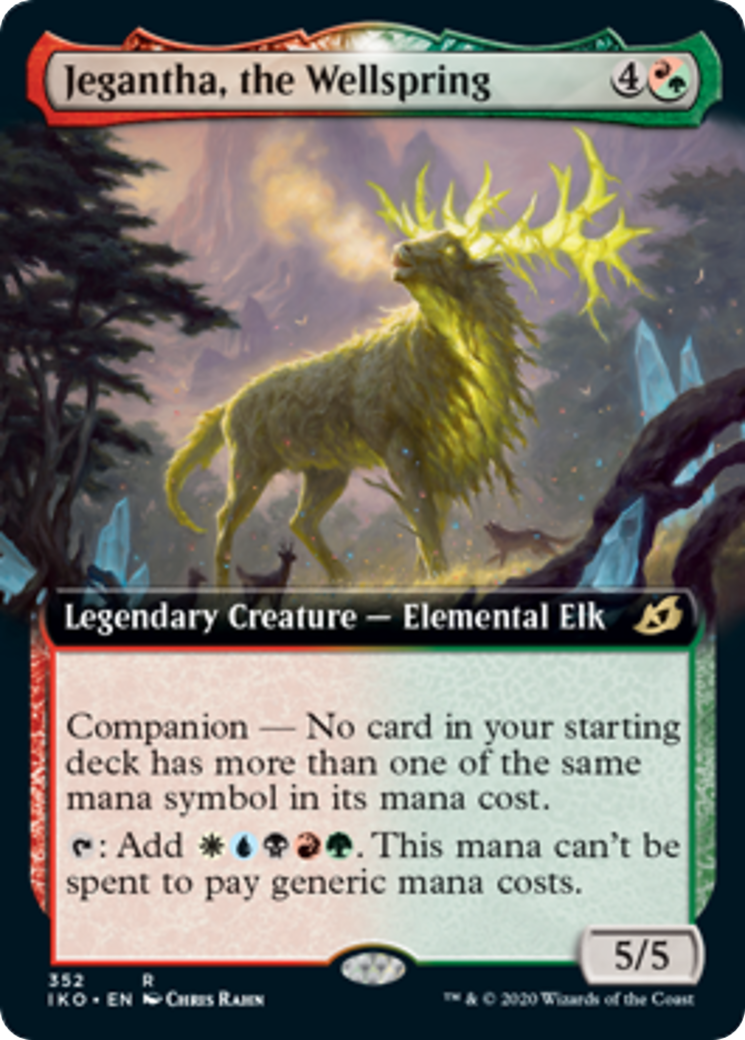 Jegantha, the Wellspring 4
Legendary Creature — Elemental Elk
Companion — No card in your starting
deck has more than one of the same
mana symbol in its mana cost.
: Add . This mana can't be
spent to pay generic mana costs.
5/5
352 R
IKO • EN Chris Rahn
™ & © 2020 Wizards of the Coast